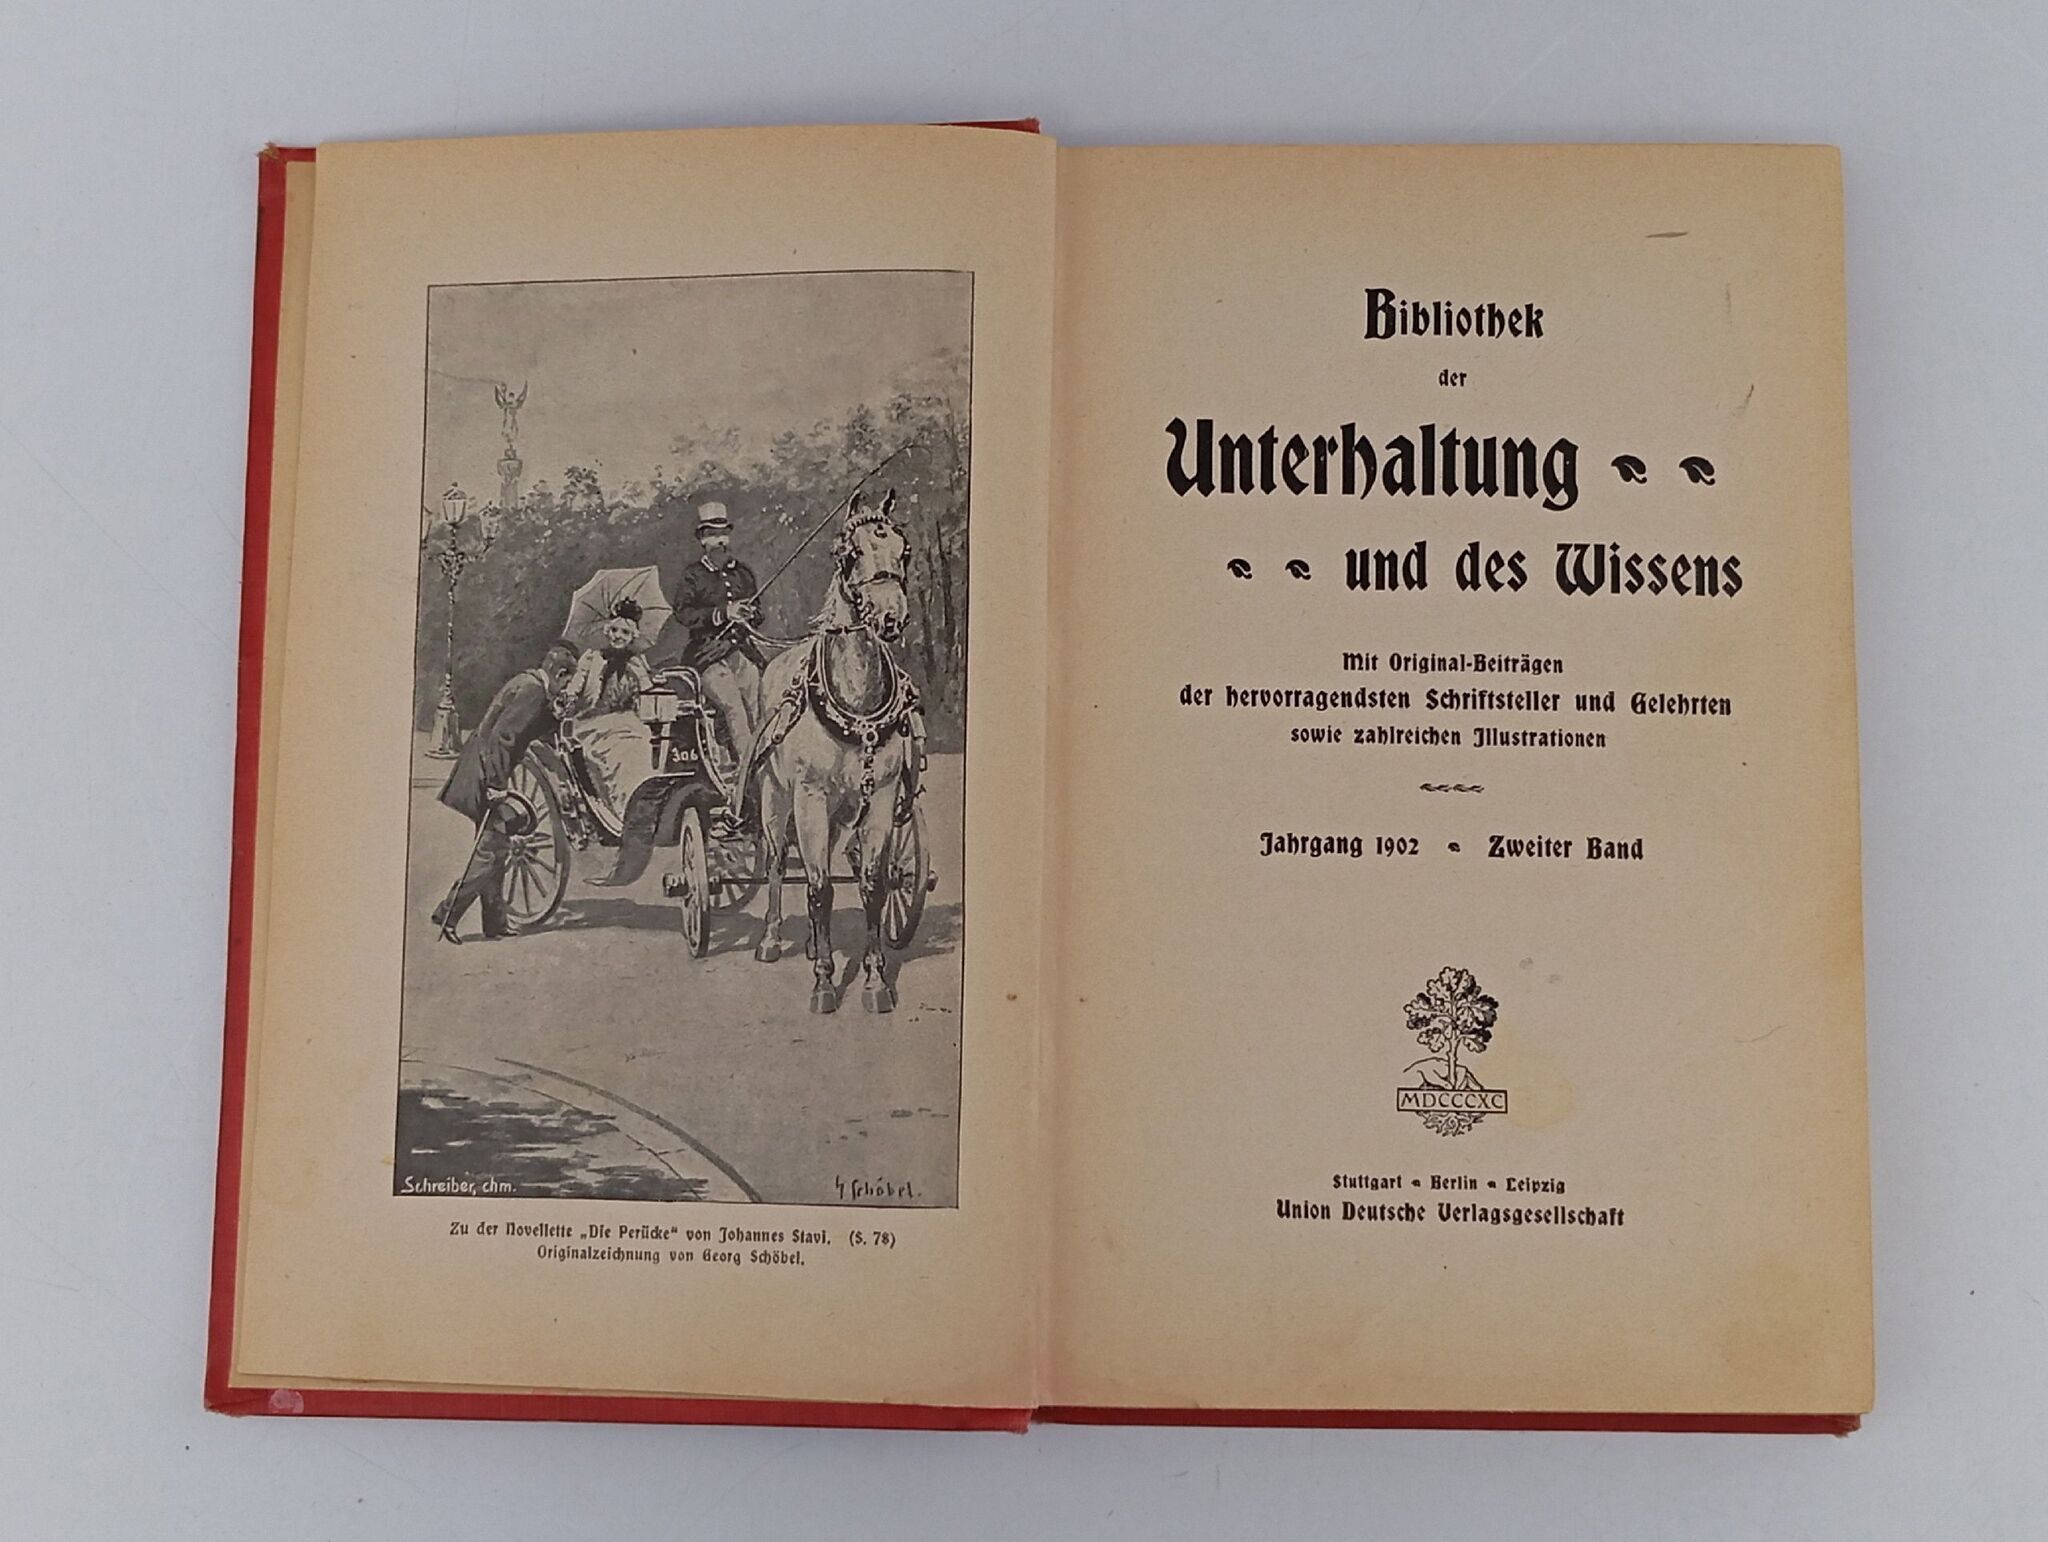 306
Schreiber, chm.
G. Schöbel.
Zu der Novellette „Die Perücke“ von Johannes Stavi. (S. 78)
Originalzeichnung von Georg Schöbel.
Bibliothek
der
Unterhaltung
und des Wissens
Mit Original-Beiträgen
der hervorragendsten Schriftsteller und Gelehrten
sowie zahlreichen Illustrationen
Jahrgang 1902 • Zweiter Band
MDCCCXC
Stuttgart • Berlin • Leipzig
Union Deutsche Verlagsgesellschaft